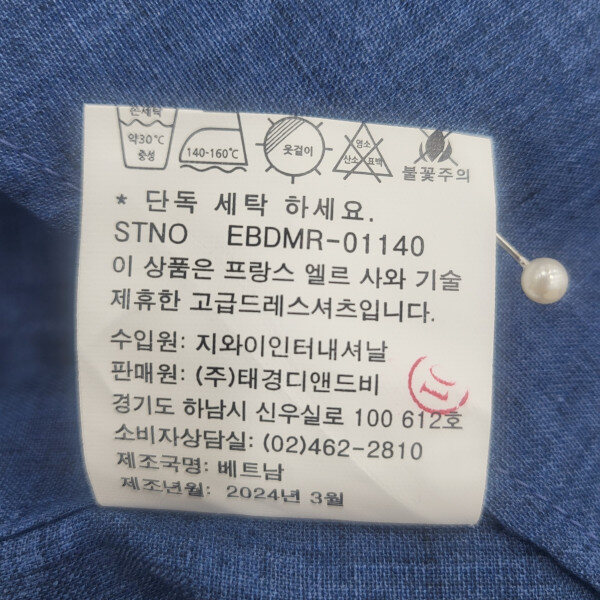 손세탁
약30℃
중성
140-160℃
옷걸이
염소
산소 표백
불꽃주의
* 단독 세탁 하세요.
STNO EBDMR-01140
이 상품은 프랑스 엘르 사와 기술
제휴한 고급드레스셔츠입니다.
수입원: 지와이인터내셔날
판매원: (주)태경디앤드비
경기도 하남시 신우실로 100 612호
소비자상담실: (02)462-2810
제조국명: 베트남
제조년월: 2024년 3월